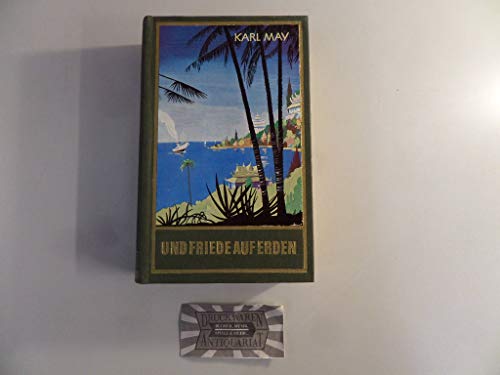 KARL MAY
UND FRIEDE AUF ERDEN
DRUCKWAREN
ANTIQUARIAT